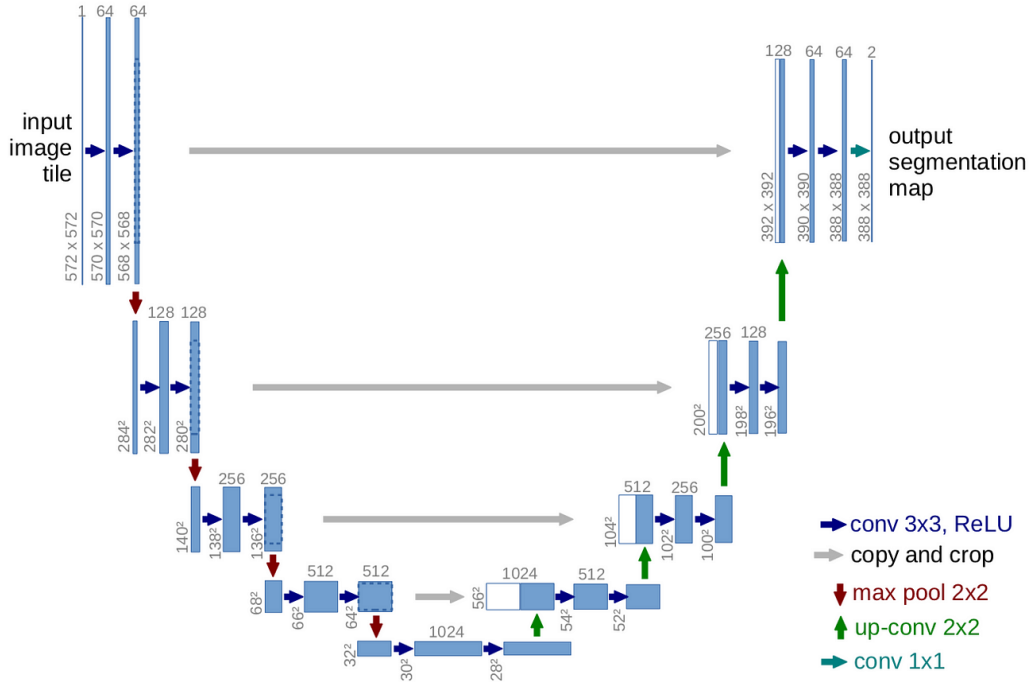 1 64 64
input
image
tile
572 x 572
570 x 570
568 x 568
128 64 64 2
output
segmentation
map
392 x 392
390 x 390
388 x 388
388 x 388
128 128
284²
282²
280²
256 128
200²
198²
196²
256 256
140²
138²
136²
512 256
104²
102²
100²
512 512
68²
66²
64²
1024 512
56²
54²
52²
1024
32²
30²
28²
conv 3x3, ReLU
copy and crop
max pool 2x2
up-conv 2x2
conv 1x1